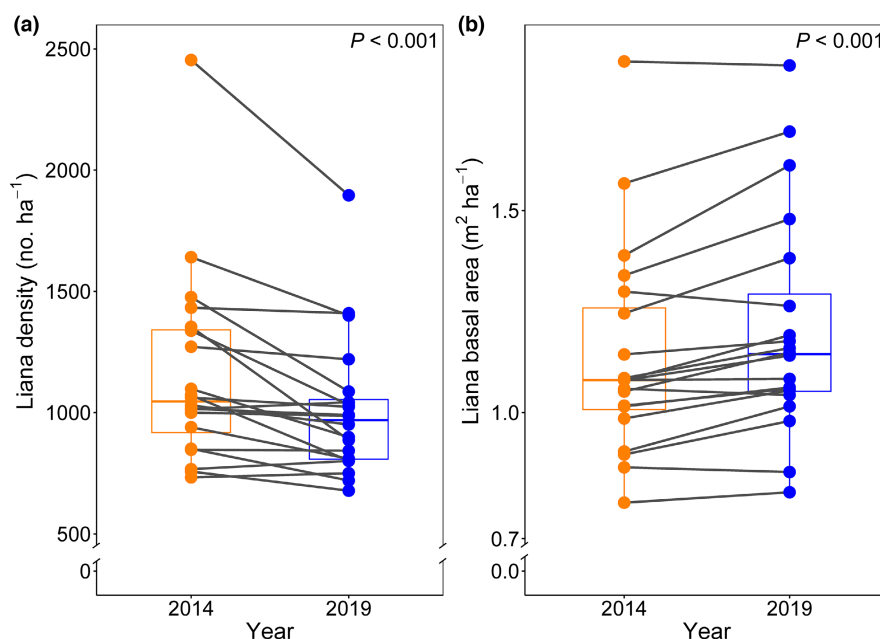 (a)
P < 0.001
Liana density (no. ha⁻¹)
2500
2000
1500
1000
500
0
2014
2019
Year
(b)
P < 0.001
Liana basal area (m² ha⁻¹)
1.5
1.0
0.7
0.0
2014
2019
Year